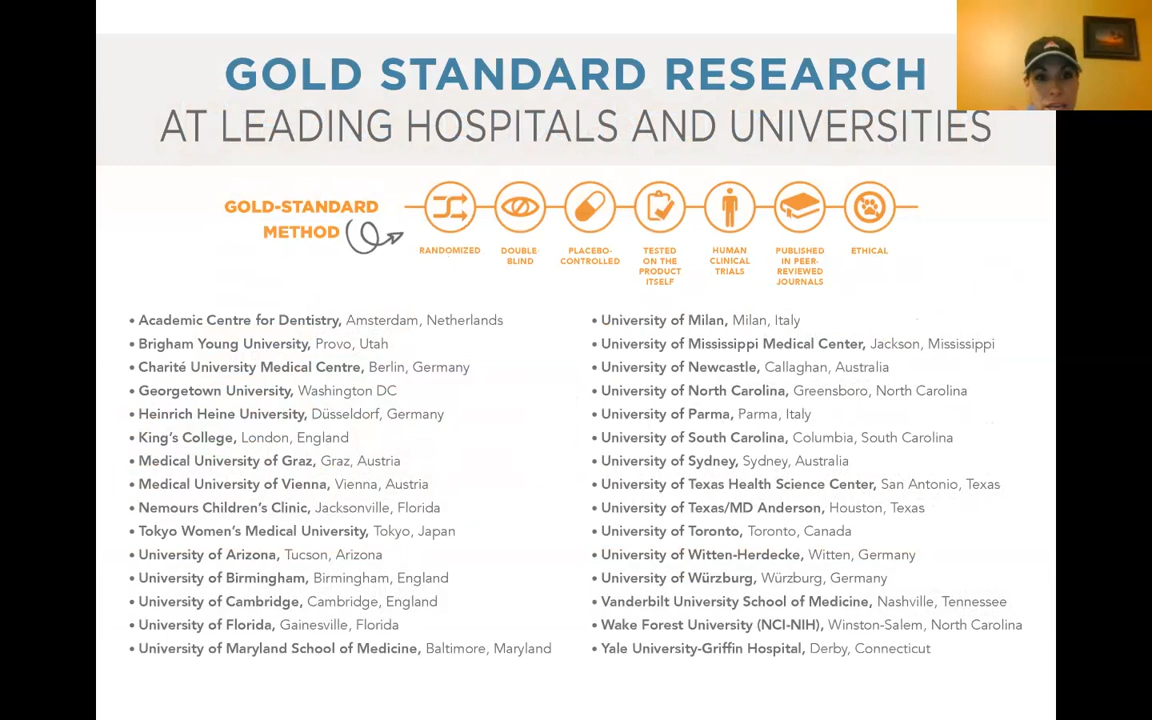 GOLD STANDARD RESEARCH
AT LEADING HOSPITALS AND UNIVERSITIES
GOLD-STANDARD
METHOD
RANDOMIZED
DOUBLE
BLIND
PLACEBO-
CONTROLLED
TESTED
ON THE
PRODUCT
ITSELF
HUMAN
CLINICAL
TRIALS
PUBLISHED
IN PEER-
REVIEWED
JOURNALS
ETHICAL
• Academic Centre for Dentistry, Amsterdam, Netherlands
• Brigham Young University, Provo, Utah
• Charité University Medical Centre, Berlin, Germany
• Georgetown University, Washington DC
• Heinrich Heine University, Düsseldorf, Germany
• King's College, London, England
• Medical University of Graz, Graz, Austria
• Medical University of Vienna, Vienna, Austria
• Nemours Children's Clinic, Jacksonville, Florida
• Tokyo Women's Medical University, Tokyo, Japan
• University of Arizona, Tucson, Arizona
• University of Birmingham, Birmingham, England
• University of Cambridge, Cambridge, England
• University of Florida, Gainesville, Florida
• University of Maryland School of Medicine, Baltimore, Maryland
• University of Milan, Milan, Italy
• University of Mississippi Medical Center, Jackson, Mississippi
• University of Newcastle, Callaghan, Australia
• University of North Carolina, Greensboro, North Carolina
• University of Parma, Parma, Italy
• University of South Carolina, Columbia, South Carolina
• University of Sydney, Sydney, Australia
• University of Texas Health Science Center, San Antonio, Texas
• University of Texas/MD Anderson, Houston, Texas
• University of Toronto, Toronto, Canada
• University of Witten-Herdecke, Witten, Germany
• University of Würzburg, Würzburg, Germany
• Vanderbilt University School of Medicine, Nashville, Tennessee
• Wake Forest University (NCI-NIH), Winston-Salem, North Carolina
• Yale University-Griffin Hospital, Derby, Connecticut